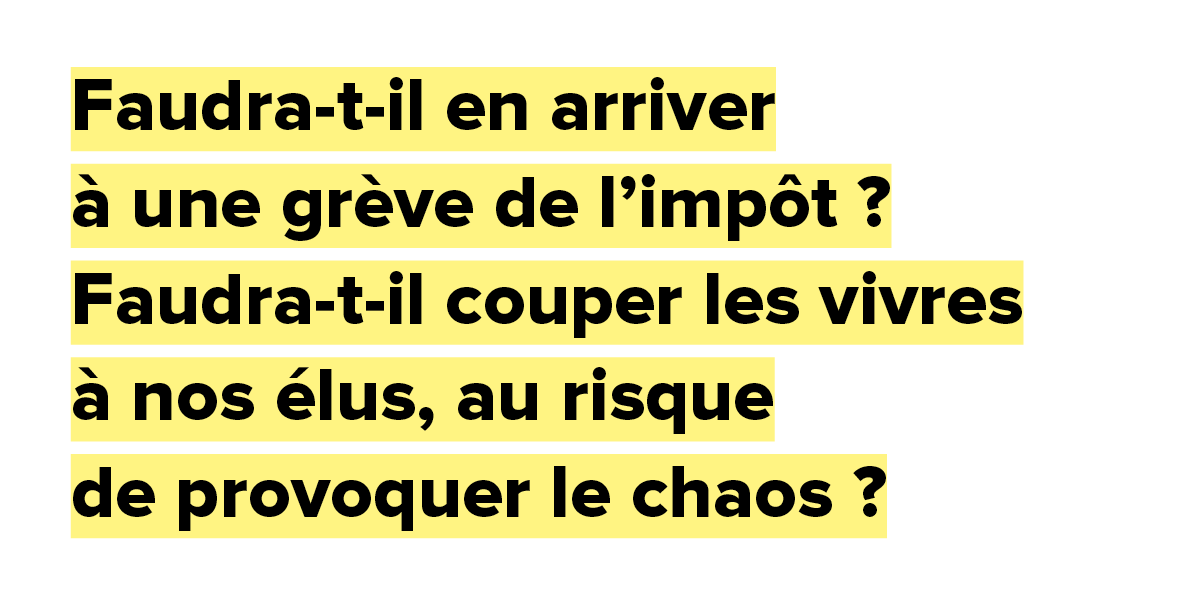 Faudra-t-il en arriver
à une grève de l’impôt ?
Faudra-t-il couper les vivres
à nos élus, au risque
de provoquer le chaos ?